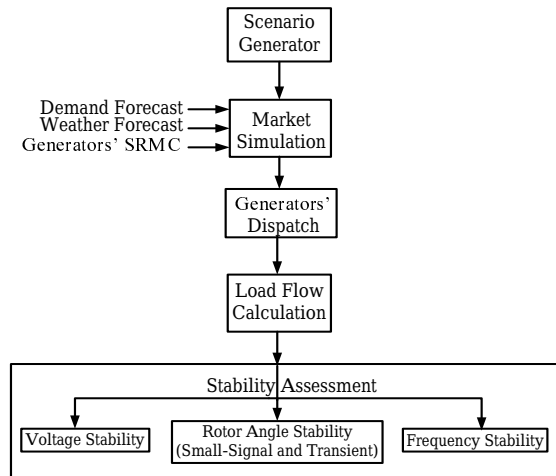 Scenario
Generator
Demand Forecast
Weather Forecast
Generators' SRMC
Market
Simulation
Generators'
Dispatch
Load Flow
Calculation
Stability Assessment
Voltage Stability
Rotor Angle Stability
(Small-Signal and Transient)
Frequency Stability